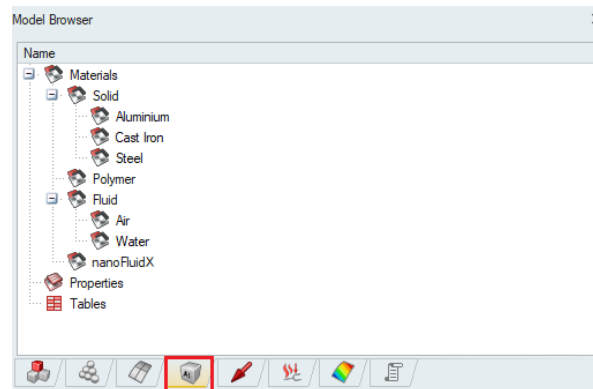 Model Browser
Name
Materials
Solid
Aluminium
Cast Iron
Steel
Polymer
Fluid
Air
Water
nanoFluidX
Properties
Tables